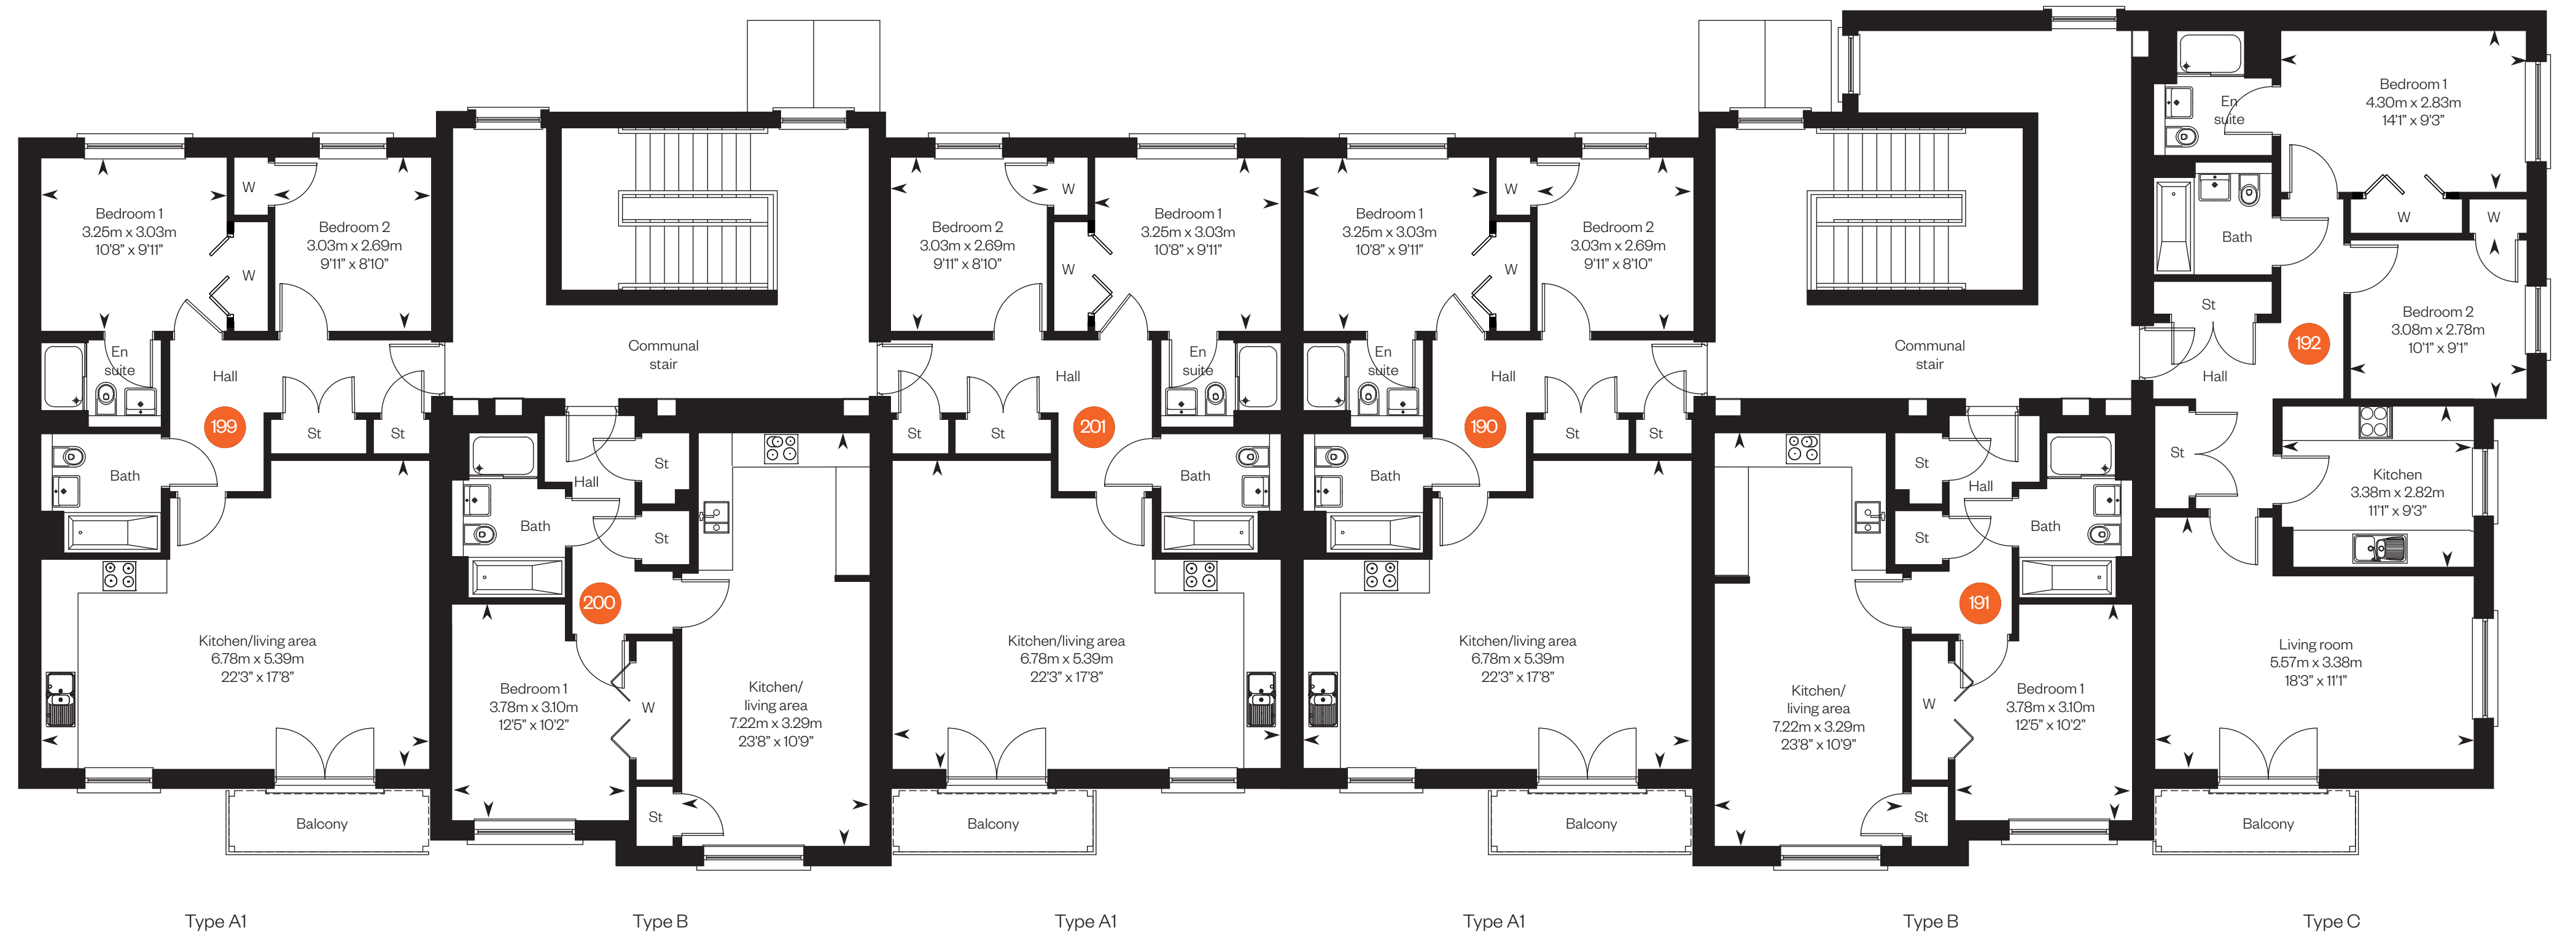 Bedroom 1
3.25m x 3.03m
10'8" x 9'11"
W
W
Bedroom 2
3.03m x 2.69m
9'11" x 8'10"
En
suite
Hall
199
St
St
Bath
Kitchen/living area
6.78m x 5.39m
22'3" x 17'8"
Balcony
Type A1
Communal
stair
St
Hall
Bath
St
200
Bedroom 1
3.78m x 3.10m
12'5" x 10'2"
W
Kitchen/
living area
7.22m x 3.29m
23'8" x 10'9"
St
Type B
Bedroom 2
3.03m x 2.69m
9'11" x 8'10"
W
W
Bedroom 1
3.25m x 3.03m
10'8" x 9'11"
Hall
En
suite
St
St
201
Bath
Kitchen/living area
6.78m x 5.39m
22'3" x 17'8"
Balcony
Type A1
Bedroom 1
3.25m x 3.03m
10'8" x 9'11"
W
W
Bedroom 2
3.03m x 2.69m
9'11" x 8'10"
En
suite
Hall
190
St
St
Bath
Kitchen/living area
6.78m x 5.39m
22'3" x 17'8"
Balcony
Type A1
Communal
stair
St
Hall
St
Bath
191
Kitchen/
living area
7.22m x 3.29m
23'8" x 10'9"
W
Bedroom 1
3.78m x 3.10m
12'5" x 10'2"
St
Type B
En
suite
Bedroom 1
4.30m x 2.83m
14'1" x 9'3"
W
W
Bath
St
Bedroom 2
3.08m x 2.78m
10'1" x 9'1"
192
Hall
St
Kitchen
3.38m x 2.82m
11'1" x 9'3"
Living room
5.57m x 3.38m
18'3" x 11'1"
Balcony
Type C